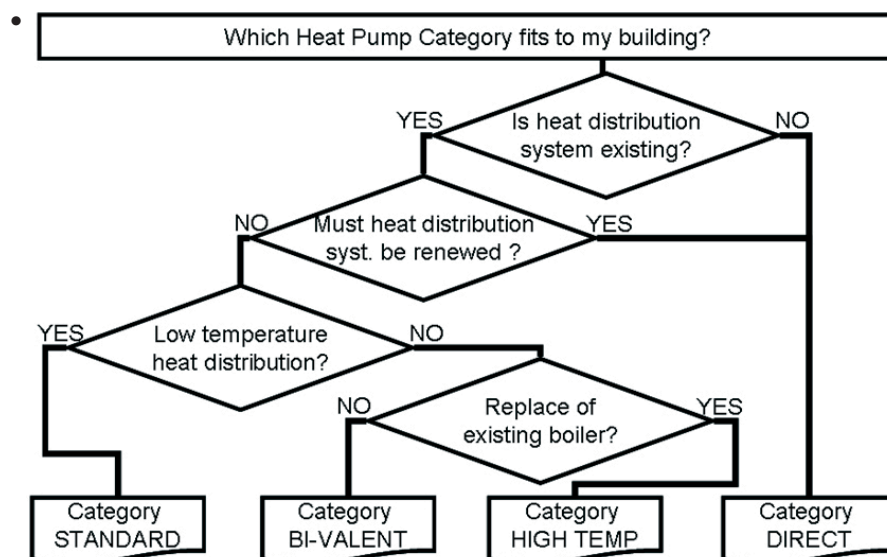 Which Heat Pump Category fits to my building?
YES
Is heat distribution
system existing?
NO
NO
Must heat distribution
syst. be renewed ?
YES
YES
Low temperature
heat distribution?
NO
NO
Replace of
existing boiler?
YES
Category
STANDARD
Category
BI-VALENT
Category
HIGH TEMP
Category
DIRECT